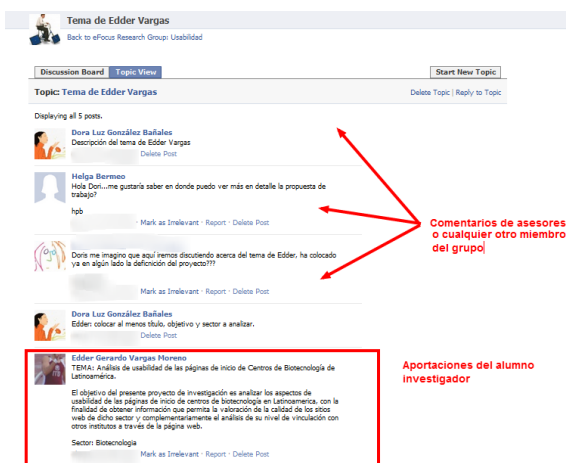 Tema de Edder Vargas
Back to eFocus Research Group: Usabilidad
Discussion Board
Topic View
Start New Topic
Topic: Tema de Edder Vargas
Delete Topic | Reply to Topic
Displaying all 5 posts.
Dora Luz González Bañales
Descripción del tema de Edder Vargas
Delete Post
Helga Bermeo
Hola Dori...me gustaría saber en donde puedo ver más en detalle la propuesta de
trabajo?
hpb
· Mark as Irrelevant · Report · Delete Post
Comentarios de asesores
o cualquier otro miembro
del grupo
Doris me imagino que aquí iremos discutiendo acerca del tema de Edder, ha colocado
ya en algún lado la deficnición del proyecto???
Mark as Irrelevant · Report · Delete Post
Dora Luz González Bañales
Edder: colocar al menos título, objetivo y sector a analizar.
Delete Post
Edder Gerardo Vargas Moreno
TEMA: Análisis de usabilidad de las páginas de inicio de Centros de Biotecnología de
Latinoamérica.
Aportaciones del alumno
investigador
El objetivo del presente proyecto de investigación es analizar los aspectos de
usabilidad de las páginas de inicio de centros de biotecnología en Latinoamerica, con la
finalidad de obtener información que permita la valoración de la calidad de los sitios
web de dicho sector y complementariamente el análisis de su nivel de vinculación con
otros institutos a través de la página web.
Sector: Biotecnologia
Mark as Irrelevant · Report · Delete Post